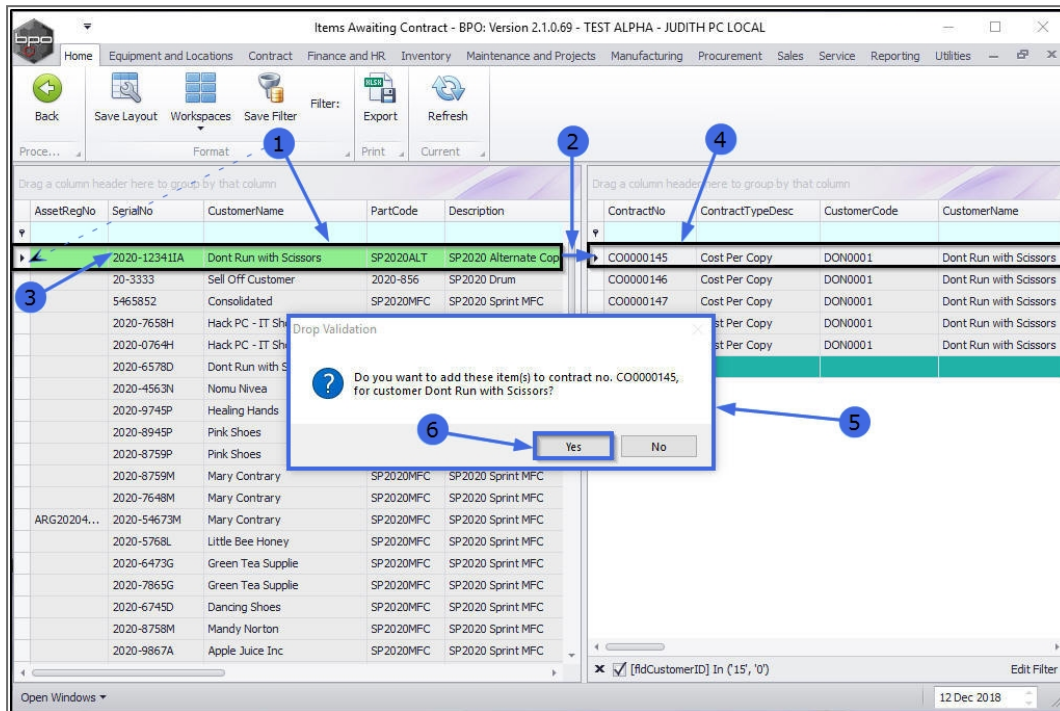 Items Awaiting Contract - BPO: Version 2.1.0.69 - TEST ALPHA - JUDITH PC LOCAL
bpo
Home Equipment and Locations Contract Finance and HR Inventory Maintenance and Projects Manufacturing Procurement Sales Service Reporting Utilities
XLSX
Back Save Layout Workspaces Save Filter Filter: Export Refresh
Proce... Format Print Current
1
2
4
Drag a column header here to group by that column Drag a column header here to group by that column
AssetRegNo SerialNo CustomerName PartCode Description ContractNo ContractTypeDesc CustomerCode CustomerName
2020-12341IA Dont Run with Scissors SP2020ALT SP2020 Alternate Cop CO0000145 Cost Per Copy DON0001 Dont Run with Scissors
20-3333 Sell Off Customer 2020-856 SP2020 Drum CO0000146 Cost Per Copy DON0001 Dont Run with Scissors
3
5465852 Consolidated SP2020MFC SP2020 Sprint MFC CO0000147 Cost Per Copy DON0001 Dont Run with Scissors
2020-7658H Hack PC - IT Sh st Per Copy DON0001 Dont Run with Scissors
Drop Validation
2020-0764H Hack PC - IT Sh st Per Copy DON0001 Dont Run with Scissors
2020-6578D Dont Run with S
2020-4563N Nomu Nivea
Do you want to add these item(s) to contract no. CO0000145,
for customer Dont Run with Scissors?
2020-9745P Healing Hands
2020-8945P Pink Shoes
6
5
2020-8759P Pink Shoes
Yes No
2020-8759M Mary Contrary SP2020MFC SP2020 Sprint MFC
2020-7648M Mary Contrary SP2020MFC SP2020 Sprint MFC
ARG20204... 2020-54673M Mary Contrary SP2020MFC SP2020 Sprint MFC
2020-5768L Little Bee Honey SP2020MFC SP2020 Sprint MFC
2020-6473G Green Tea Supplie SP2020MFC SP2020 Sprint MFC
2020-7865G Green Tea Supplie SP2020MFC SP2020 Sprint MFC
2020-6745D Dancing Shoes SP2020MFC SP2020 Sprint MFC
2020-8758M Mandy Norton SP2020MFC SP2020 Sprint MFC
2020-9867A Apple Juice Inc SP2020MFC SP2020 Sprint MFC
[fldCustomerID] In ('15', '0') Edit Filter
Open Windows 12 Dec 2018